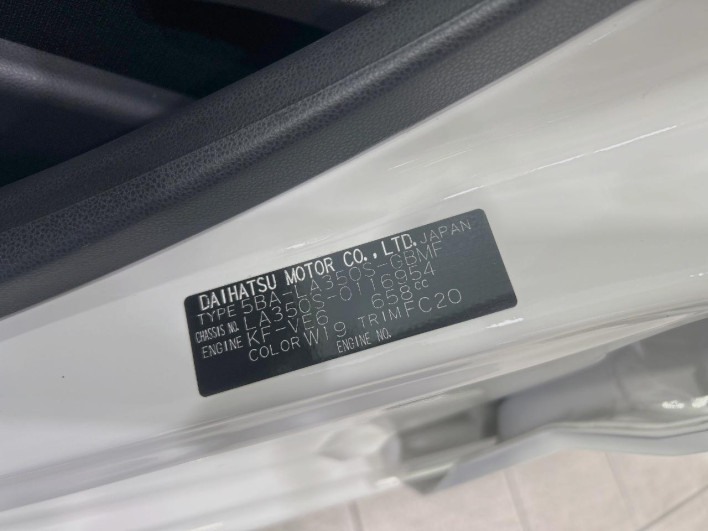 DAIHATSU MOTOR CO., LTD. JAPAN
TYPE 5BA-LA350S-GBMF
CHASSIS NO. LA350S-0116954
ENGINE KF-VE6 658cc
COLOR W19 TRIM FC20
ENGINE NO.